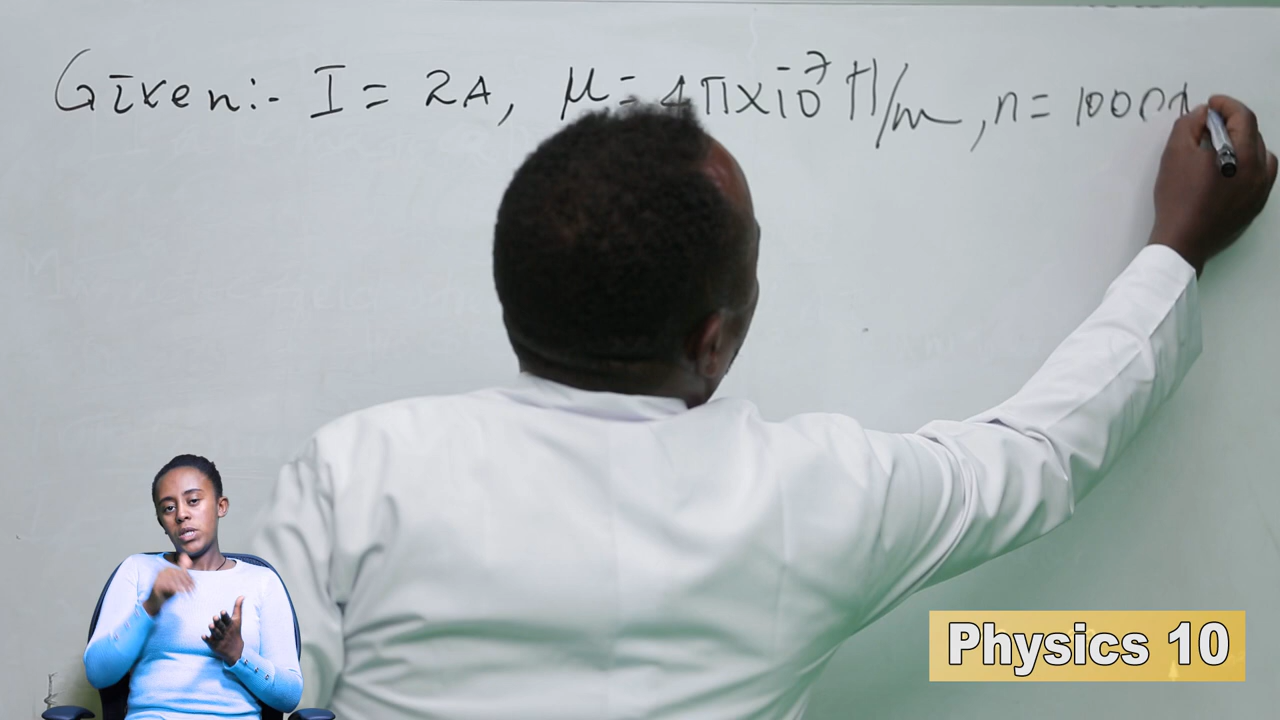 Given:- I = 2A, μ = 4π×10⁻⁷ H/m, n = 1000
Physics 10